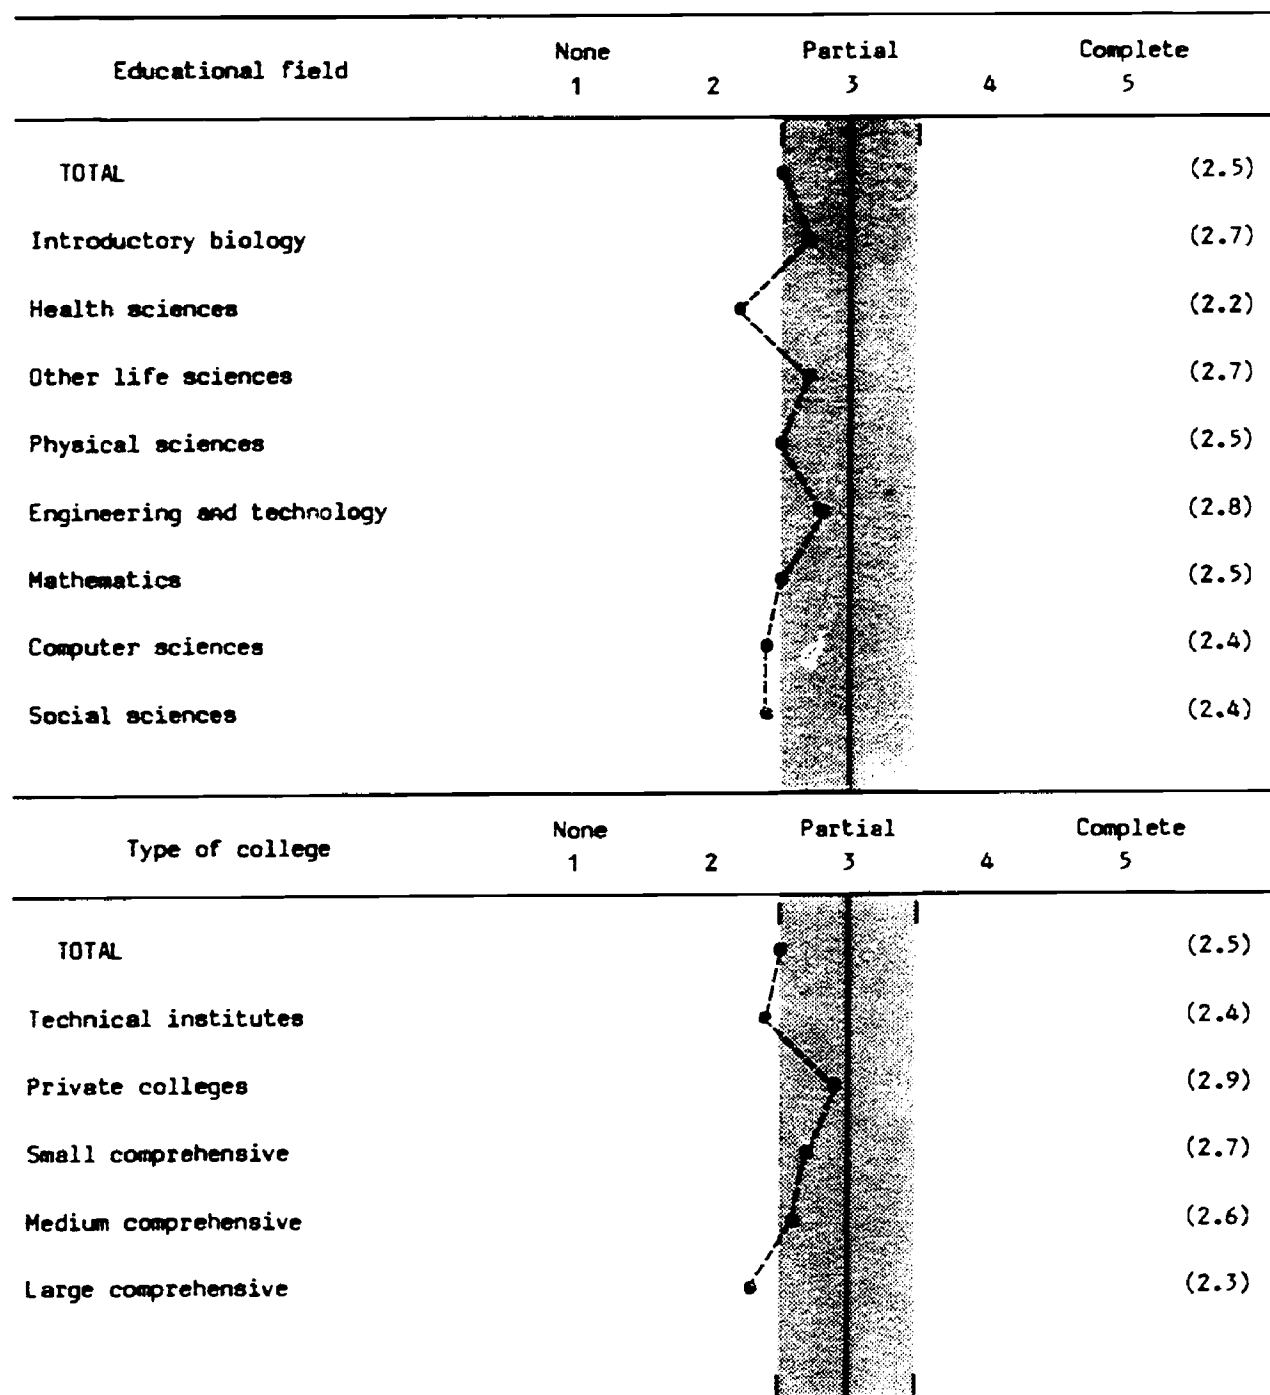 None Partial Complete
Educational field
1 2 3 4 5
TOTAL (2.5)
Introductory biology (2.7)
Health sciences (2.2)
Other life sciences (2.7)
Physical sciences (2.5)
Engineering and technology (2.8)
Mathematics (2.5)
Computer sciences (2.4)
Social sciences (2.4)
None Partial Complete
Type of college
1 2 3 4 5
TOTAL (2.5)
Technical institutes (2.4)
Private colleges (2.9)
Small comprehensive (2.7)
Medium comprehensive (2.6)
Large comprehensive (2.3)